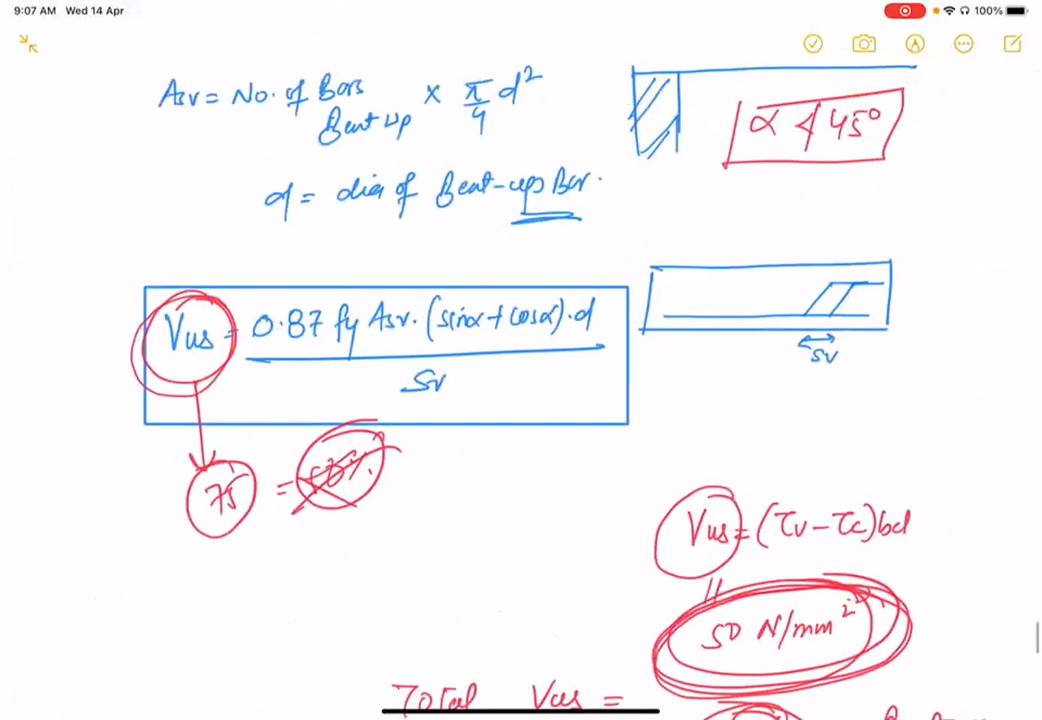 9:07 AM Wed 14 Apr
100%
Asv = No. of Bars × π/4 d²
Bent up
α ≮ 45°
d = dia of Bent-ups Bar.
Vus = 0.87 fy Asv. (sinα + cosα).d
Sv
Sv
75 =
Vus = (τv - τc)bd
50 N/mm²
Total Vus =